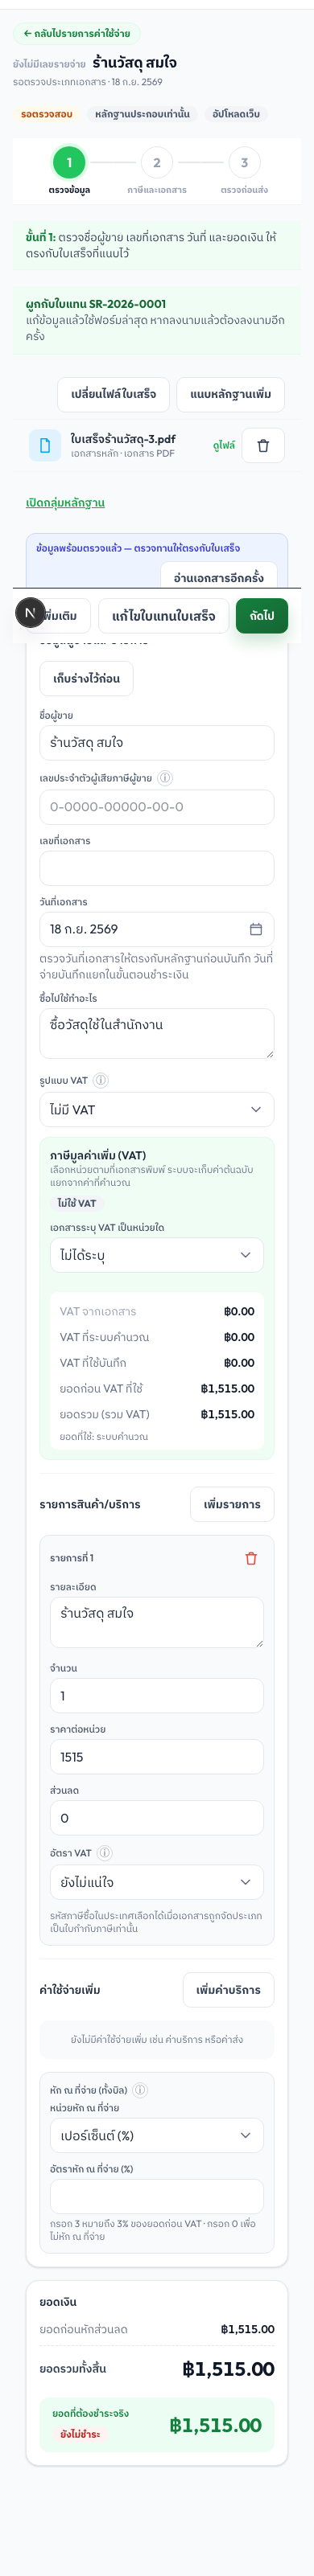 ← กลับไปรายการค่าใช้จ่าย
ยังไม่มีเลขรายจ่าย ร้านวัสดุ สมใจ
รอตรวจประเภทเอกสาร · 18 ก.ย. 2569
รอตรวจสอบ หลักฐานประกอบเท่านั้น อัปโหลดเว็บ
1 2 3
ตรวจข้อมูล ภาษีและเอกสาร ตรวจก่อนส่ง
ขั้นที่ 1: ตรวจชื่อผู้ขาย เลขที่เอกสาร วันที่ และยอดเงิน ให้
ตรงกับใบเสร็จที่แนบไว้
ผูกกับใบแทน SR-2026-0001
แก้ข้อมูลแล้วใช้ฟอร์มล่าสุด หากลงนามแล้วต้องลงนามอีก
ครั้ง
เปลี่ยนไฟล์ใบเสร็จ แนบหลักฐานเพิ่ม
ใบเสร็จร้านวัสดุ-3.pdf
เอกสารหลัก · เอกสาร PDF
ดูไฟล์
เปิดกลุ่มหลักฐาน
ข้อมูลพร้อมตรวจแล้ว — ตรวจทานให้ตรงกับใบเสร็จ
อ่านเอกสารอีกครั้ง
N เพิ่มเติม แก้ไขใบแทนใบเสร็จ ถัดไป
เก็บร่างไว้ก่อน
ชื่อผู้ขาย
ร้านวัสดุ สมใจ
เลขประจำตัวผู้เสียภาษีผู้ขาย ⓘ
0-0000-00000-00-0
เลขที่เอกสาร
วันที่เอกสาร
18 ก.ย. 2569
ตรวจวันที่เอกสารให้ตรงกับหลักฐานก่อนบันทึก วันที่
จ่ายบันทึกแยกในขั้นตอนชำระเงิน
ซื้อไปใช้ทำอะไร
ซื้อวัสดุใช้ในสำนักงาน
รูปแบบ VAT ⓘ
ไม่มี VAT
ภาษีมูลค่าเพิ่ม (VAT)
เลือกหน่วยตามที่เอกสารพิมพ์ ระบบจะเก็บค่าต้นฉบับ
แยกจากค่าที่คำนวณ
ไม่ใช้ VAT
เอกสารระบุ VAT เป็นหน่วยใด
ไม่ได้ระบุ
VAT จากเอกสาร ฿0.00
VAT ที่ระบบคำนวณ ฿0.00
VAT ที่ใช้บันทึก ฿0.00
ยอดก่อน VAT ที่ใช้ ฿1,515.00
ยอดรวม (รวม VAT) ฿1,515.00
ยอดที่ใช้: ระบบคำนวณ
รายการสินค้า/บริการ เพิ่มรายการ
รายการที่ 1
รายละเอียด
ร้านวัสดุ สมใจ
จำนวน
1
ราคาต่อหน่วย
1515
ส่วนลด
0
อัตรา VAT ⓘ
ยังไม่แน่ใจ
รหัสภาษีซื้อในประเทศเลือกได้เมื่อเอกสารถูกจัดประเภท
เป็นใบกำกับภาษีเท่านั้น
ค่าใช้จ่ายเพิ่ม เพิ่มค่าบริการ
ยังไม่มีค่าใช้จ่ายเพิ่ม เช่น ค่าบริการ หรือค่าส่ง
หัก ณ ที่จ่าย (ทั้งบิล) ⓘ
หน่วยหัก ณ ที่จ่าย
เปอร์เซ็นต์ (%)
อัตราหัก ณ ที่จ่าย (%)
กรอก 3 หมายถึง 3% ของยอดก่อน VAT · กรอก 0 เพื่อ
ไม่หัก ณ ที่จ่าย
ยอดเงิน
ยอดก่อนหักส่วนลด ฿1,515.00
ยอดรวมทั้งสิ้น ฿1,515.00
ยอดที่ต้องชำระจริง
ยังไม่ชำระ
฿1,515.00